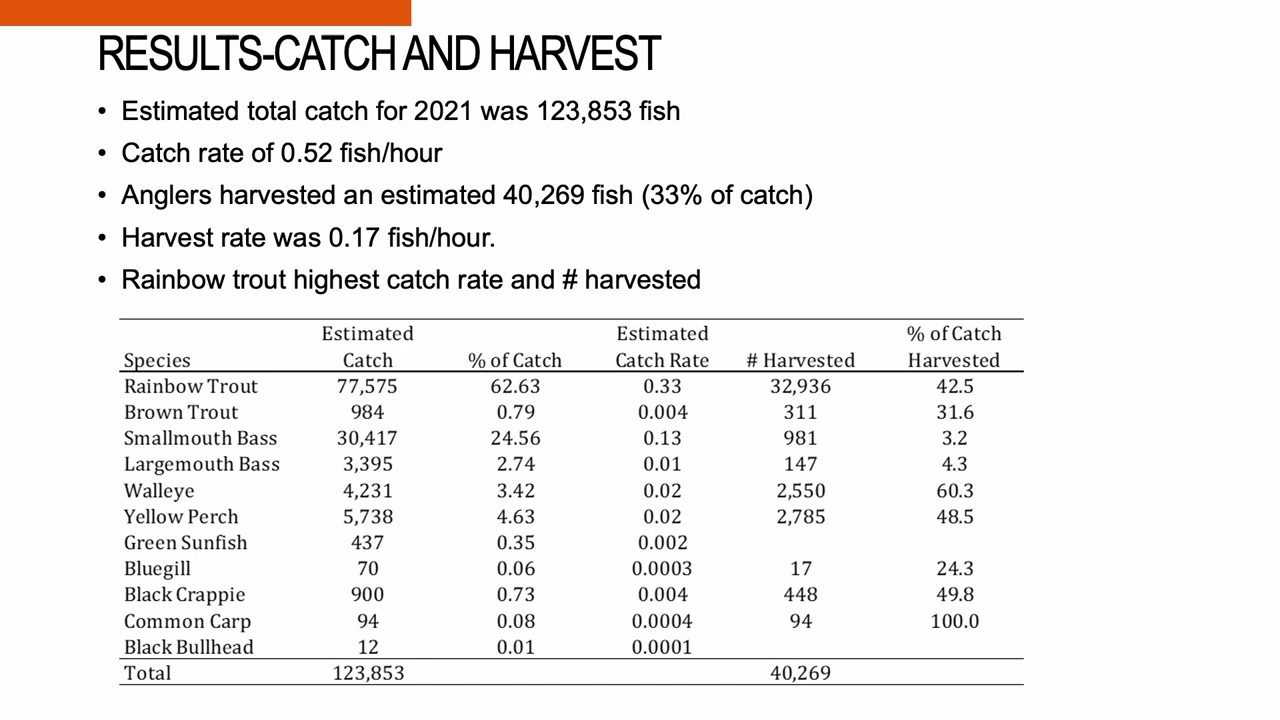 RESULTS-CATCH AND HARVEST
• Estimated total catch for 2021 was 123,853 fish
• Catch rate of 0.52 fish/hour
• Anglers harvested an estimated 40,269 fish (33% of catch)
• Harvest rate was 0.17 fish/hour.
• Rainbow trout highest catch rate and # harvested
Estimated Estimated % of Catch
Species Catch % of Catch Catch Rate # Harvested Harvested
Rainbow Trout 77,575 62.63 0.33 32,936 42.5
Brown Trout 984 0.79 0.004 311 31.6
Smallmouth Bass 30,417 24.56 0.13 981 3.2
Largemouth Bass 3,395 2.74 0.01 147 4.3
Walleye 4,231 3.42 0.02 2,550 60.3
Yellow Perch 5,738 4.63 0.02 2,785 48.5
Green Sunfish 437 0.35 0.002
Bluegill 70 0.06 0.0003 17 24.3
Black Crappie 900 0.73 0.004 448 49.8
Common Carp 94 0.08 0.0004 94 100.0
Black Bullhead 12 0.01 0.0001
Total 123,853 40,269